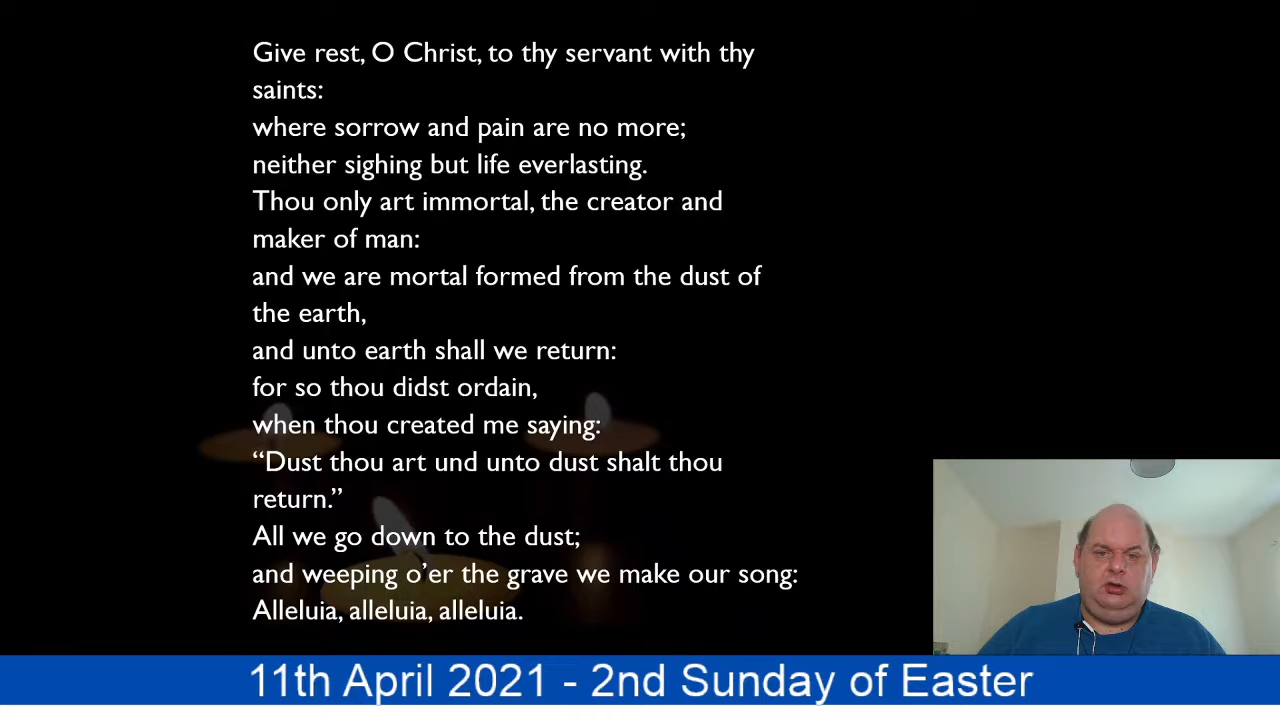 Give rest, O Christ, to thy servant with thy
saints:
where sorrow and pain are no more;
neither sighing but life everlasting.
Thou only art immortal, the creator and
maker of man:
and we are mortal formed from the dust of
the earth,
and unto earth shall we return:
for so thou didst ordain,
when thou created me saying:
“Dust thou art und unto dust shalt thou
return.”
All we go down to the dust;
and weeping o’er the grave we make our song:
Alleluia, alleluia, alleluia.
11th April 2021 - 2nd Sunday of Easter